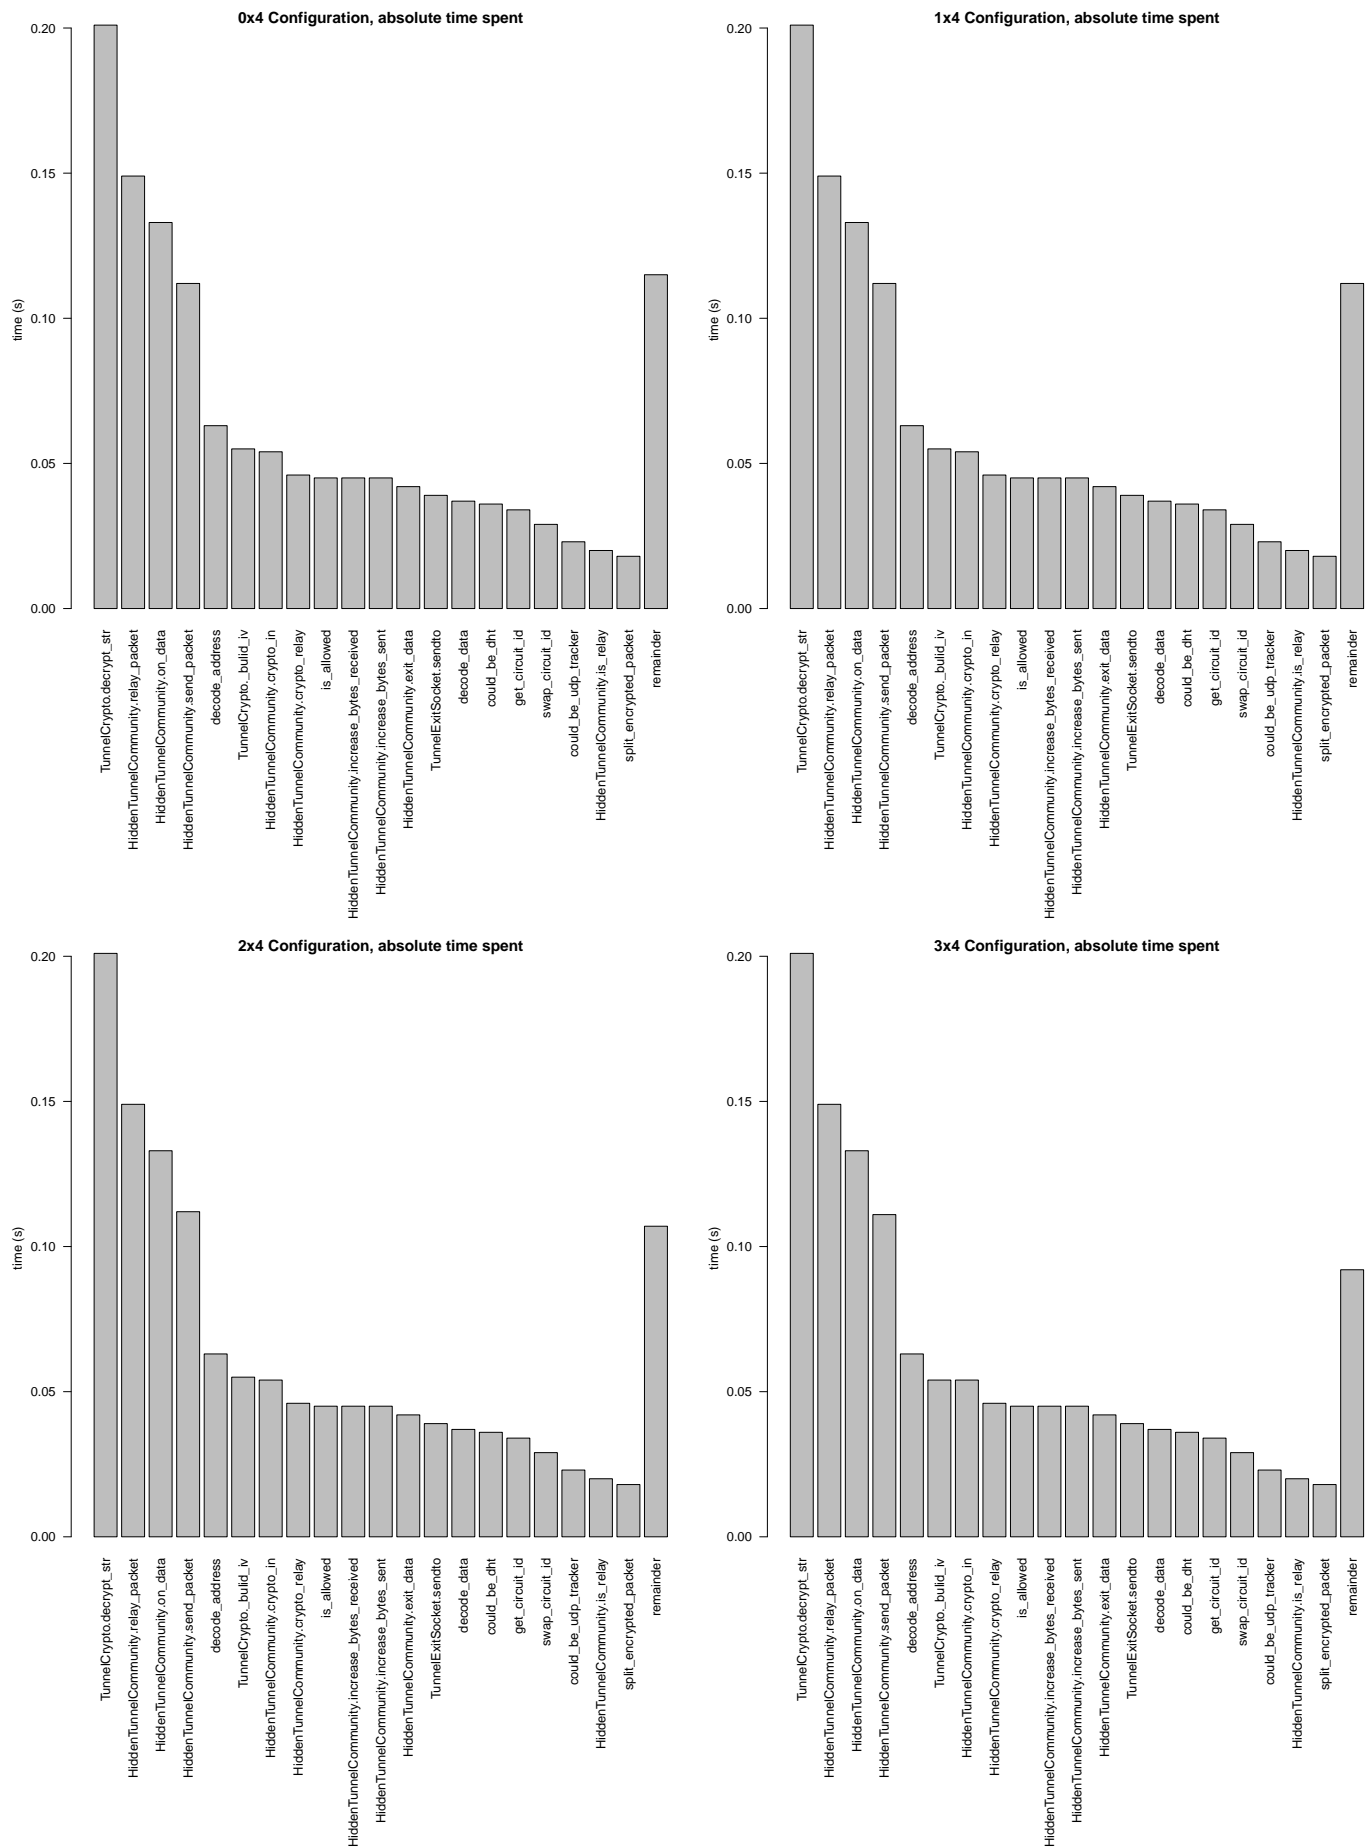 0x4 Configuration, absolute time spent
time (s)
0.20
0.15
0.10
0.05
0.00
TunnelCrypto.decrypt_str
HiddenTunnelCommunity.relay_packet
HiddenTunnelCommunity.on_data
HiddenTunnelCommunity.send_packet
decode_address
TunnelCrypto._bulid_iv
HiddenTunnelCommunity.crypto_in
HiddenTunnelCommunity.crypto_relay
is_allowed
HiddenTunnelCommunity.increase_bytes_received
HiddenTunnelCommunity.increase_bytes_sent
HiddenTunnelCommunity.exit_data
TunnelExitSocket.sendto
decode_data
could_be_dht
get_circuit_id
swap_circuit_id
could_be_udp_tracker
HiddenTunnelCommunity.is_relay
split_encrypted_packet
remainder
1x4 Configuration, absolute time spent
time (s)
0.20
0.15
0.10
0.05
0.00
TunnelCrypto.decrypt_str
HiddenTunnelCommunity.relay_packet
HiddenTunnelCommunity.on_data
HiddenTunnelCommunity.send_packet
decode_address
TunnelCrypto._bulid_iv
HiddenTunnelCommunity.crypto_in
HiddenTunnelCommunity.crypto_relay
is_allowed
HiddenTunnelCommunity.increase_bytes_received
HiddenTunnelCommunity.increase_bytes_sent
HiddenTunnelCommunity.exit_data
TunnelExitSocket.sendto
decode_data
could_be_dht
get_circuit_id
swap_circuit_id
could_be_udp_tracker
HiddenTunnelCommunity.is_relay
split_encrypted_packet
remainder
2x4 Configuration, absolute time spent
time (s)
0.20
0.15
0.10
0.05
0.00
TunnelCrypto.decrypt_str
HiddenTunnelCommunity.relay_packet
HiddenTunnelCommunity.on_data
HiddenTunnelCommunity.send_packet
decode_address
TunnelCrypto._bulid_iv
HiddenTunnelCommunity.crypto_in
HiddenTunnelCommunity.crypto_relay
is_allowed
HiddenTunnelCommunity.increase_bytes_received
HiddenTunnelCommunity.increase_bytes_sent
HiddenTunnelCommunity.exit_data
TunnelExitSocket.sendto
decode_data
could_be_dht
get_circuit_id
swap_circuit_id
could_be_udp_tracker
HiddenTunnelCommunity.is_relay
split_encrypted_packet
remainder
3x4 Configuration, absolute time spent
time (s)
0.20
0.15
0.10
0.05
0.00
TunnelCrypto.decrypt_str
HiddenTunnelCommunity.relay_packet
HiddenTunnelCommunity.on_data
HiddenTunnelCommunity.send_packet
decode_address
TunnelCrypto._bulid_iv
HiddenTunnelCommunity.crypto_in
HiddenTunnelCommunity.crypto_relay
is_allowed
HiddenTunnelCommunity.increase_bytes_received
HiddenTunnelCommunity.increase_bytes_sent
HiddenTunnelCommunity.exit_data
TunnelExitSocket.sendto
decode_data
could_be_dht
get_circuit_id
swap_circuit_id
could_be_udp_tracker
HiddenTunnelCommunity.is_relay
split_encrypted_packet
remainder